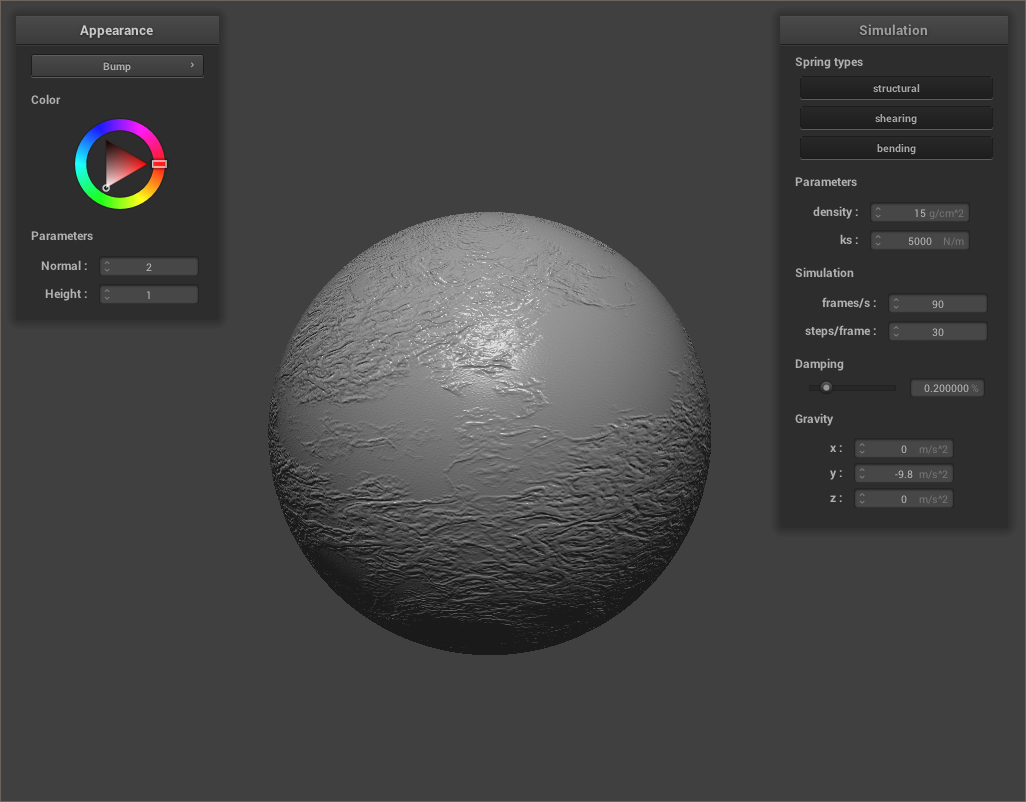 Appearance
Bump ›
Color
Parameters
Normal : 2
Height : 1
Simulation
Spring types
structural
shearing
bending
Parameters
density : 15 g/cm^2
ks : 5000 N/m
Simulation
frames/s : 90
steps/frame : 30
Damping
0.200000 %
Gravity
x : 0 m/s^2
y : -9.8 m/s^2
z : 0 m/s^2